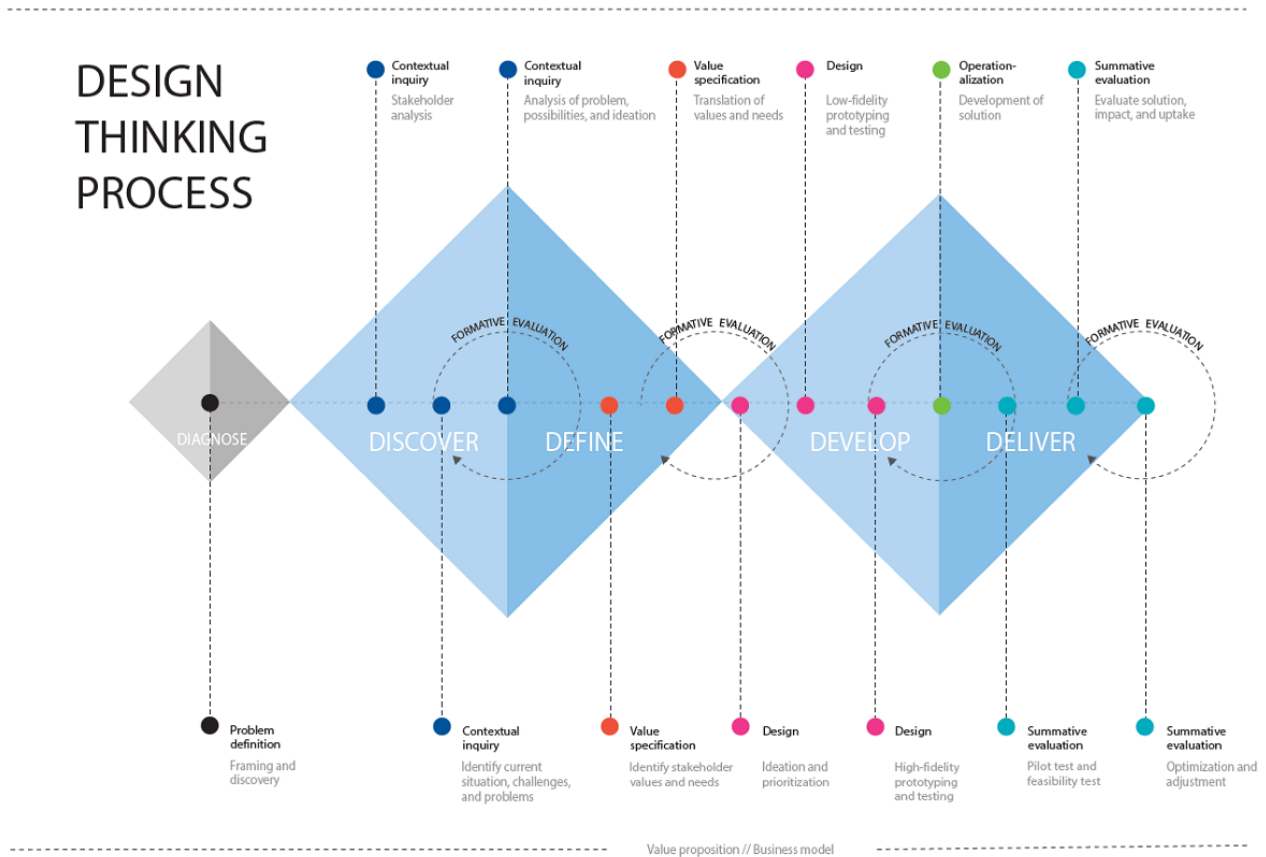 DESIGN
THINKING
PROCESS
Contextual
inquiry
Stakeholder
analysis
Contextual
inquiry
Analysis of problem,
possibilities, and ideation
Value
specification
Translation of
values and needs
Design
Low-fidelity
prototyping
and testing
Operation-
alization
Development of
solution
Summative
evaluation
Evaluate solution,
impact, and uptake
FORMATIVE EVALUATION
FORMATIVE EVALUATION
FORMATIVE EVALUATION
FORMATIVE EVALUATION
DIAGNOSE
DISCOVER
DEFINE
DEVELOP
DELIVER
Problem
definition
Framing and
discovery
Contextual
inquiry
Identify current
situation, challenges,
and problems
Value
specification
Identify stakeholder
values and needs
Design
Ideation and
prioritization
Design
High-fidelity
prototyping
and testing
Summative
evaluation
Pilot test and
feasibility test
Summative
evaluation
Optimization and
adjustment
Value proposition // Business model